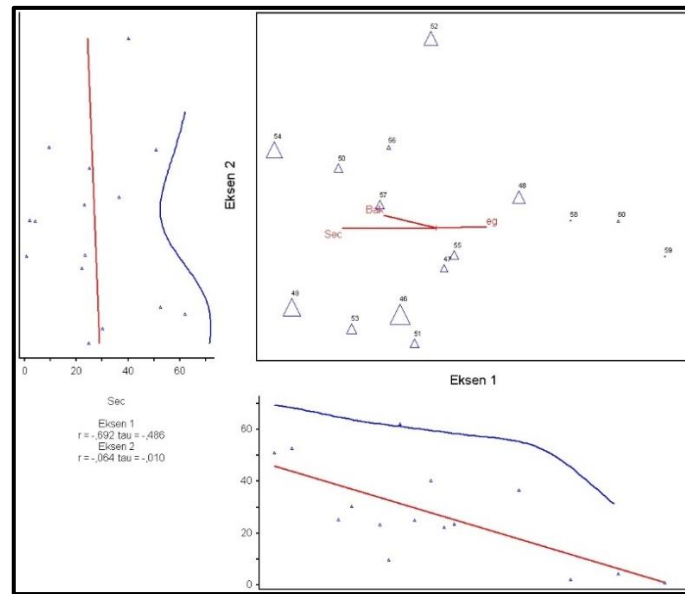 52
54
56
50
57
48
Bak
58
60
Sec
eg
55
59
47
49
46
53
51
Eksen 2
Eksen 1
0 20 40 60
Sec
Eksen 1
r = -,692 tau = -,486
Eksen 2
r = -,064 tau = -,010
60
40
20
0